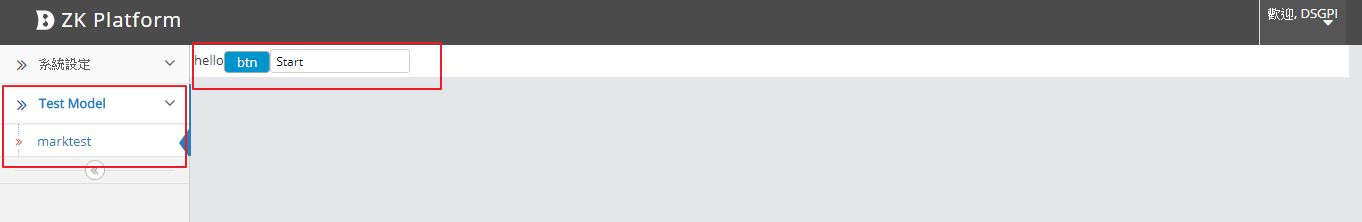 ZK Platform
歡迎, DSGPI
系統設定
hello btn Start
Test Model
marktest